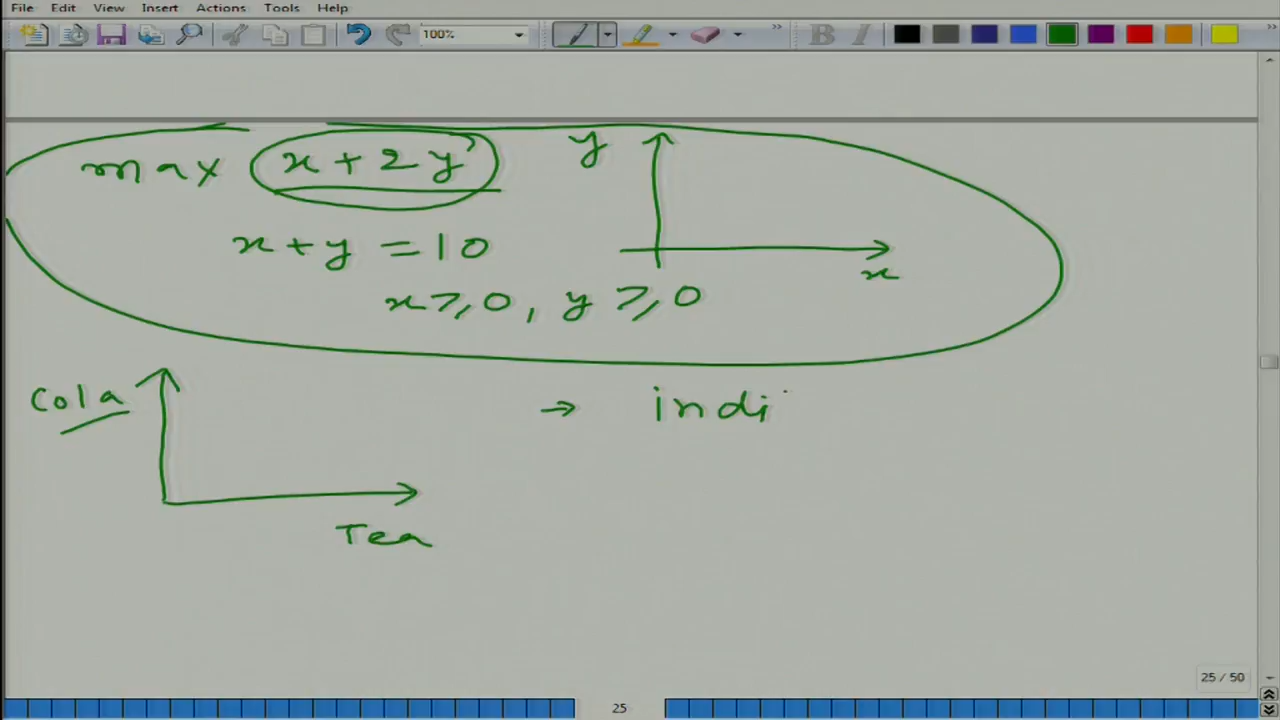 File Edit View Insert Actions Tools Help
100%
max x + 2y
y
x + y = 10
x
x ≥ 0, y ≥ 0
Cola
→ indi
Tea
25 / 50
25